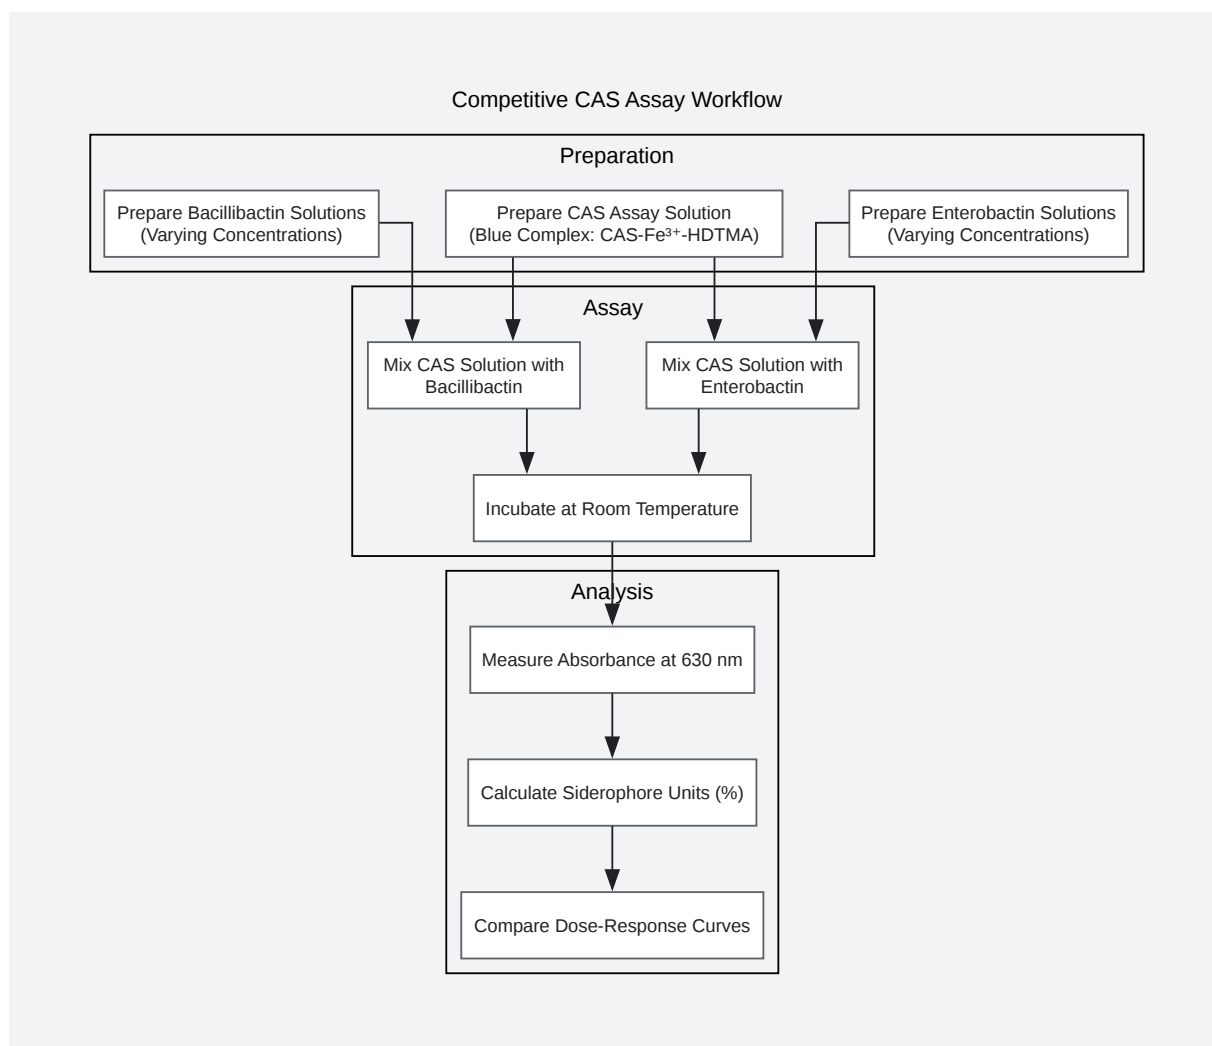 Competitive CAS Assay Workflow
Preparation
Prepare Bacillibactin Solutions
(Varying Concentrations)
Prepare CAS Assay Solution
(Blue Complex: CAS-Fe³⁺-HDTMA)
Prepare Enterobactin Solutions
(Varying Concentrations)
Assay
Mix CAS Solution with
Bacillibactin
Mix CAS Solution with
Enterobactin
Incubate at Room Temperature
Analysis
Measure Absorbance at 630 nm
Calculate Siderophore Units (%)
Compare Dose-Response Curves